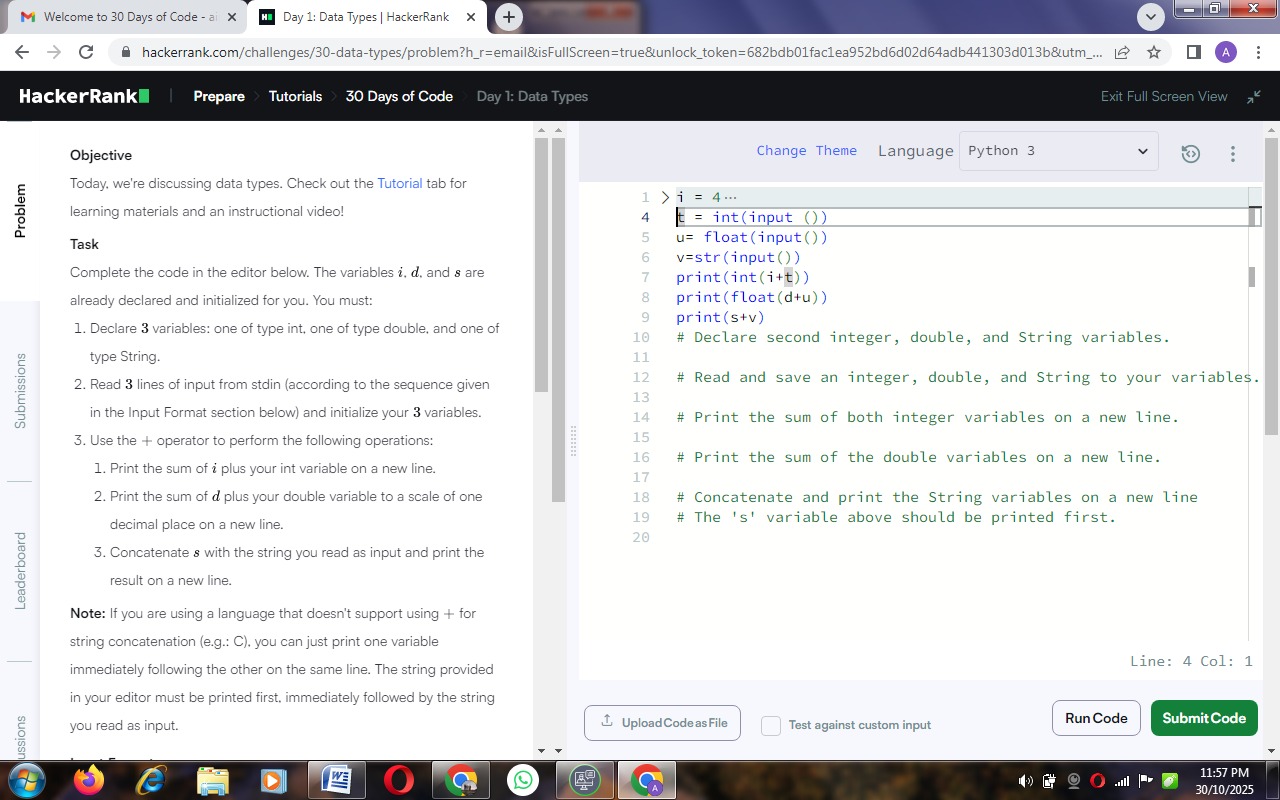 Welcome to 30 Days of Code - ai
Day 1: Data Types | HackerRank
hackerrank.com/challenges/30-data-types/problem?h_r=email&isFullScreen=true&unlock_token=682bdb01fac1ea952bd6d02d64adb441303d013b&utm_...
A
HackerRank
Prepare > Tutorials > 30 Days of Code > Day 1: Data Types
Exit Full Screen View
Problem
Submissions
Leaderboard
ussions
Objective
Today, we're discussing data types. Check out the Tutorial tab for
learning materials and an instructional video!
Task
Complete the code in the editor below. The variables i, d, and s are
already declared and initialized for you. You must:
1. Declare 3 variables: one of type int, one of type double, and one of
type String.
2. Read 3 lines of input from stdin (according to the sequence given
in the Input Format section below) and initialize your 3 variables.
3. Use the + operator to perform the following operations:
1. Print the sum of i plus your int variable on a new line.
2. Print the sum of d plus your double variable to a scale of one
decimal place on a new line.
3. Concatenate s with the string you read as input and print the
result on a new line.
Note: If you are using a language that doesn't support using + for
string concatenation (e.g.: C), you can just print one variable
immediately following the other on the same line. The string provided
in your editor must be printed first, immediately followed by the string
you read as input.
Change Theme Language Python 3
1 i = 4⋯
4 t = int(input ())
5 u= float(input())
6 v=str(input())
7 print(int(i+t))
8 print(float(d+u))
9 print(s+v)
10 # Declare second integer, double, and String variables.
11
12 # Read and save an integer, double, and String to your variables.
13
14 # Print the sum of both integer variables on a new line.
15
16 # Print the sum of the double variables on a new line.
17
18 # Concatenate and print the String variables on a new line
19 # The 's' variable above should be printed first.
20
Line: 4 Col: 1
Upload Code as File
Test against custom input
Run Code
Submit Code
11:57 PM
30/10/2025